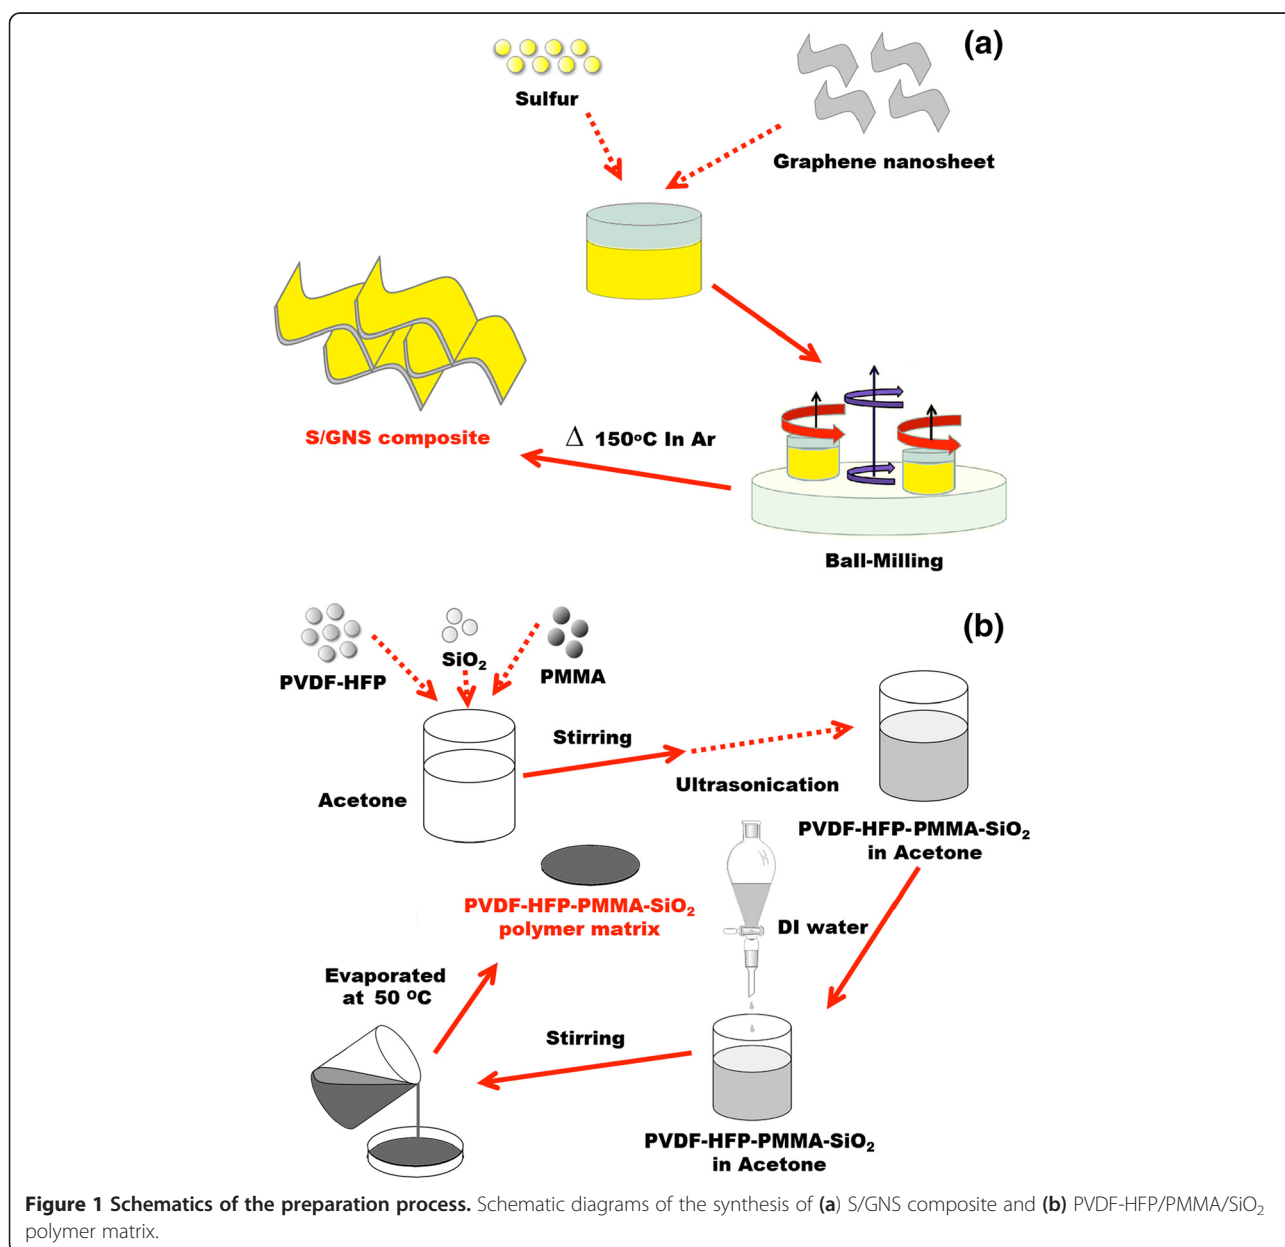 (a)
Sulfur
Graphene nanosheet
S/GNS composite
Δ 150°C In Ar
Ball-Milling
(b)
PVDF-HFP
SiO₂
PMMA
Stirring
Acetone
Ultrasonication
PVDF-HFP-PMMA-SiO₂
in Acetone
PVDF-HFP-PMMA-SiO₂
polymer matrix
DI water
Evaporated
at 50 ºC
Stirring
PVDF-HFP-PMMA-SiO₂
in Acetone
Figure 1 Schematics of the preparation process. Schematic diagrams of the synthesis of (a) S/GNS composite and (b) PVDF-HFP/PMMA/SiO₂
polymer matrix.